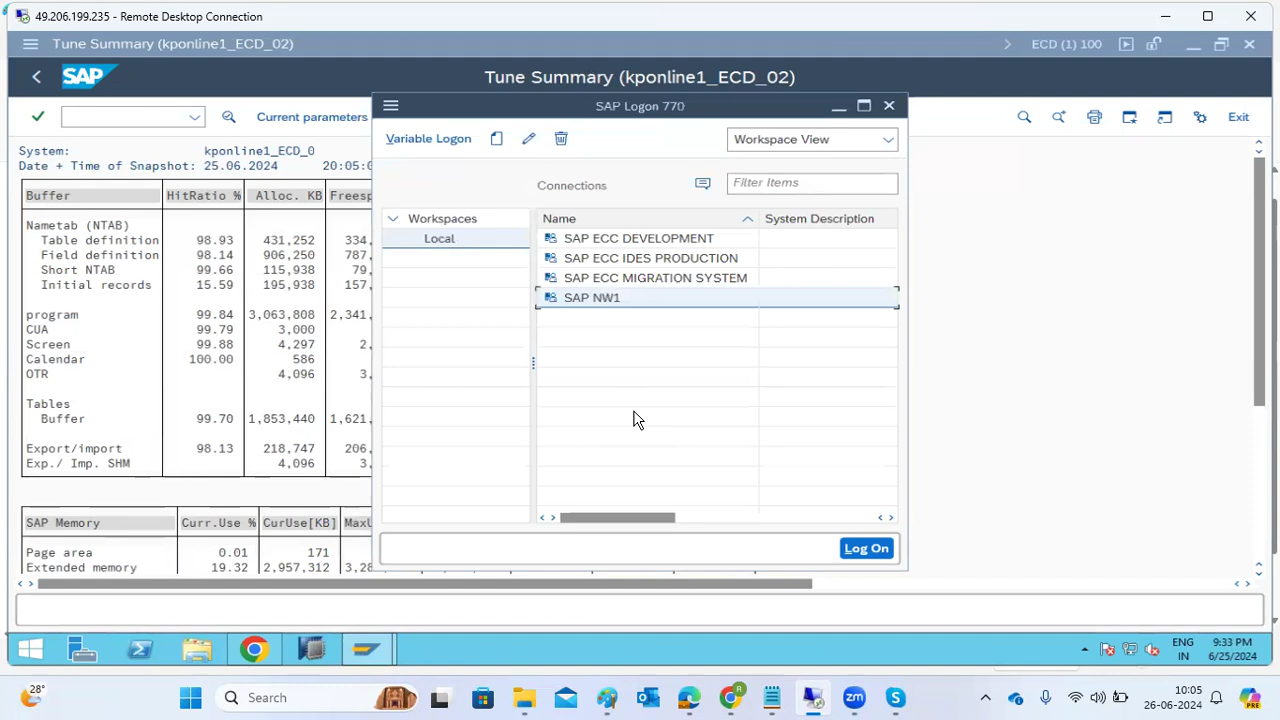 49.206.199.235 - Remote Desktop Connection
Tune Summary (kponline1_ECD_02)
ECD (1) 100
SAP
Tune Summary (kponline1_ECD_02)
Current parameters
Exit
System: kponline1_ECD_0
Date + Time of Snapshot: 25.06.2024 20:05:0
Buffer HitRatio % Alloc. KB Freesp
Nametab (NTAB)
Table definition 98.93 431,252 334,
Field definition 98.14 906,250 787,
Short NTAB 99.66 115,938 79,
Initial records 15.59 195,938 157,
program 99.84 3,063,808 2,341,
CUA 99.79 3,000
Screen 99.88 4,297 2,
Calendar 100.00 586
OTR 4,096 3,
Tables
Buffer 99.70 1,853,440 1,621,
Export/import 98.13 218,747 206,
Exp./ Imp. SHM 4,096 3,
SAP Memory Curr.Use % CurUse[KB] MaxU
Page area 0.01 171
Extended memory 19.32 2,957,312 3,28
SAP Logon 770
Variable Logon
Workspace View
Connections
Filter Items
Workspaces
Local
Name System Description
SAP ECC DEVELOPMENT
SAP ECC IDES PRODUCTION
SAP ECC MIGRATION SYSTEM
SAP NW1
Log On
ENG
IN
9:33 PM
6/25/2024
28°
Search
zm
S
10:05
26-06-2024
PRE